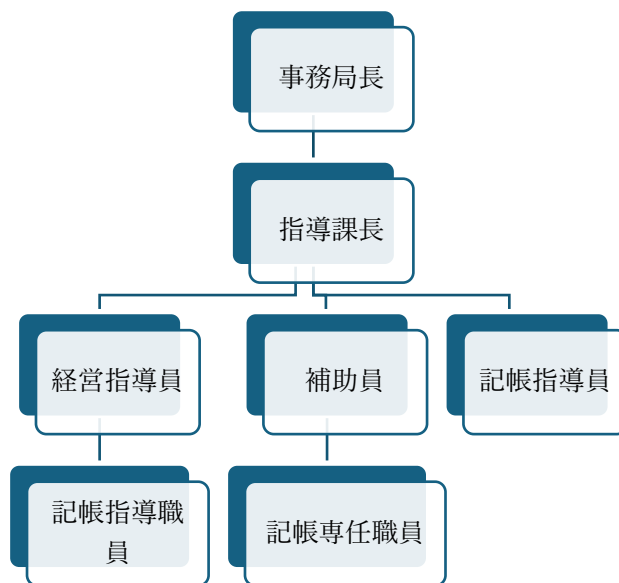 事務局長
指導課長
経営指導員
補助員
記帳指導員
記帳指導職
員
記帳専任職員